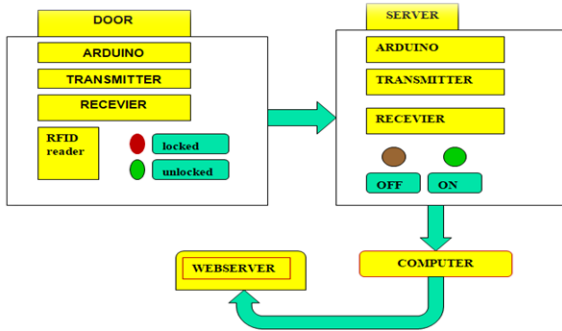 DOOR
ARDUINO
TRANSMITTER
RECEVIER
RFID
reader
locked
unlocked
SERVER
ARDUINO
TRANSMITTER
RECEVIER
OFF
ON
COMPUTER
WEBSERVER